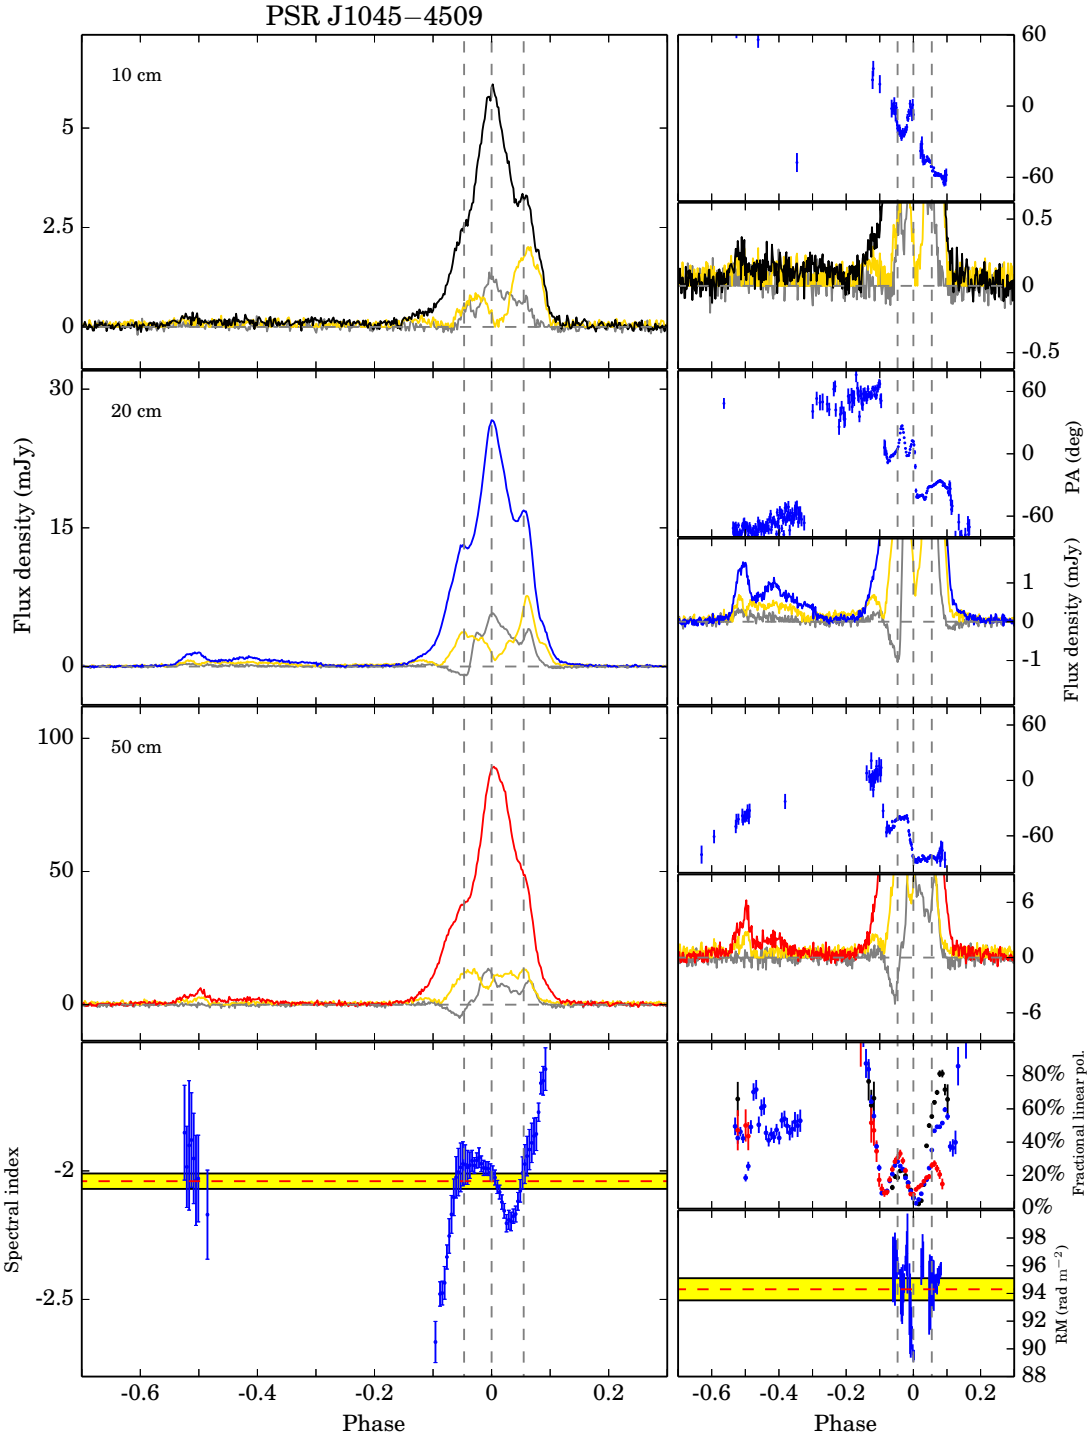 PSR J1045−4509
10 cm
5
2.5
0
60
0
-60
0.5
0
-0.5
20 cm
30
15
0
Flux density (mJy)
60
0
-60
PA (deg)
1
0
-1
Flux density (mJy)
50 cm
100
50
0
60
0
-60
6
0
-6
-2
-2.5
Spectral index
80%
60%
40%
20%
0%
Fractional linear pol.
98
96
94
92
90
88
RM (rad m−2)
-0.6 -0.4 -0.2 0 0.2
Phase
-0.6 -0.4 -0.2 0 0.2
Phase